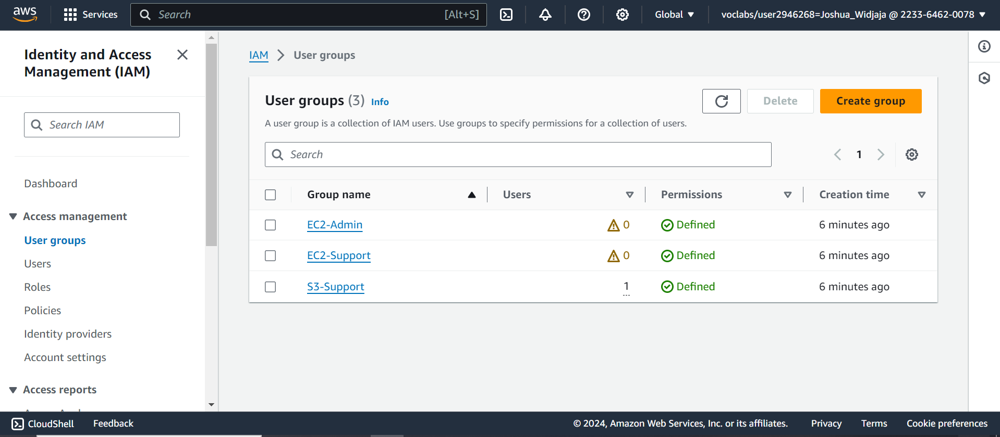 aws
Services
Search [Alt+S]
Global
voclabs/user2946268=Joshua_Widjaja @ 2233-6462-0078
Identity and Access
Management (IAM)
Search IAM
Dashboard
Access management
User groups
Users
Roles
Policies
Identity providers
Account settings
Access reports
IAM > User groups
User groups (3) Info
Delete
Create group
A user group is a collection of IAM users. Use groups to specify permissions for a collection of users.
Search
1
Group name Users Permissions Creation time
EC2-Admin 0 Defined 6 minutes ago
EC2-Support 0 Defined 6 minutes ago
S3-Support 1 Defined 6 minutes ago
CloudShell Feedback © 2024, Amazon Web Services, Inc. or its affiliates. Privacy Terms Cookie preferences